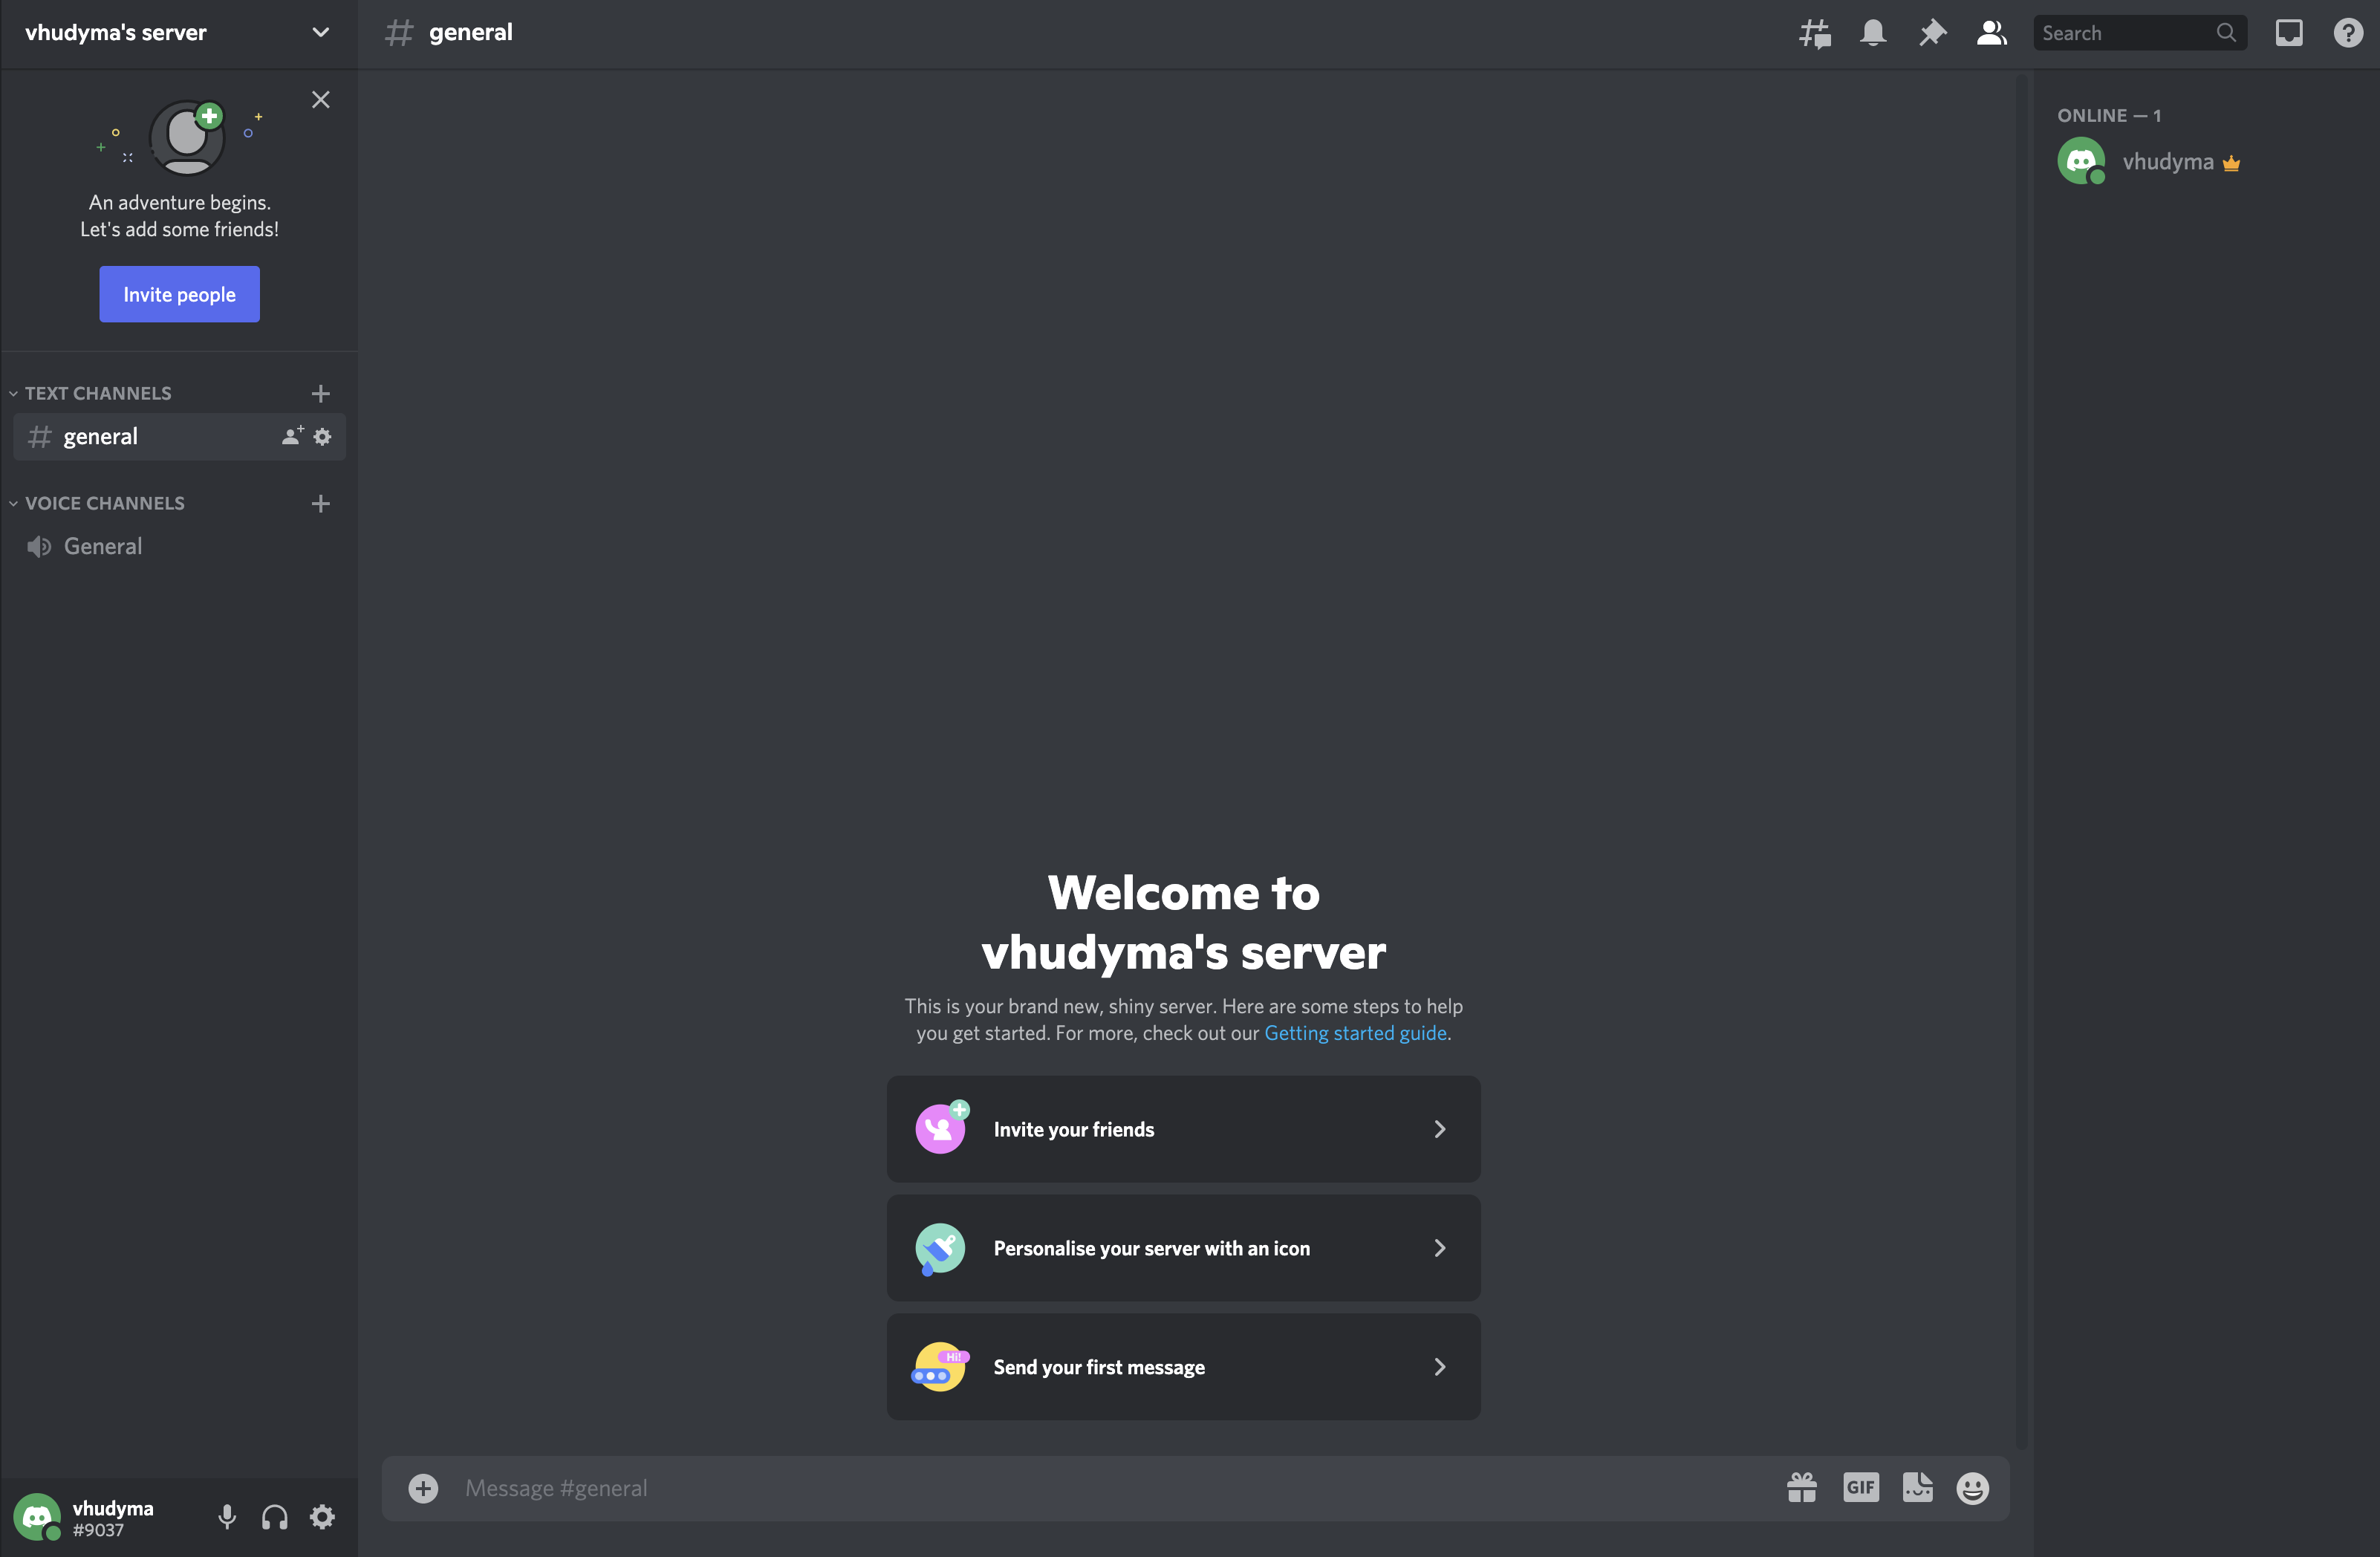 vhudyma's server
An adventure begins.
Let's add some friends!
Invite people
TEXT CHANNELS
general
VOICE CHANNELS
General
vhudyma
#9037
general
Search
Welcome to
vhudyma's server
This is your brand new, shiny server. Here are some steps to help
you get started. For more, check out our Getting started guide.
Invite your friends
Personalise your server with an icon
Hi!
Send your first message
Message #general
GIF
ONLINE — 1
vhudyma